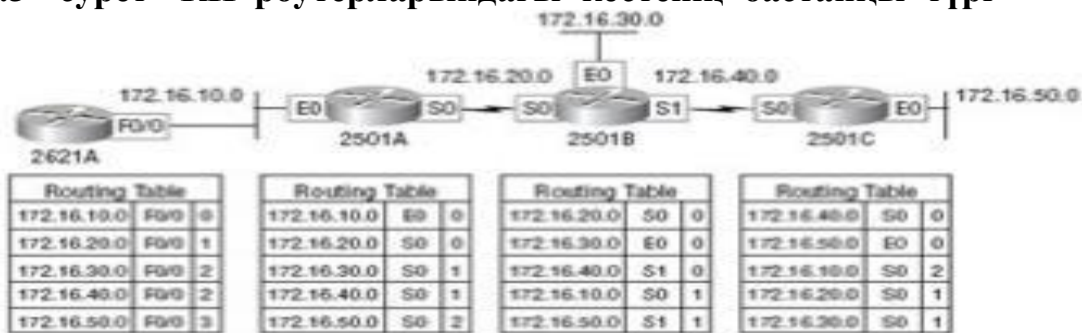 сурет RIP роутерларындағы кестенің бастапқы түрі
172.16.30.0
172.16.20.0 E0 172.16.40.0
172.16.10.0 E0 S0 S0 S1 S0 E0 172.16.50.0
F0/0
2621A 2501A 2501B 2501C
Routing Table
172.16.10.0 F0/0 0
172.16.20.0 F0/0 1
172.16.30.0 F0/0 2
172.16.40.0 F0/0 2
172.16.50.0 F0/0 3
Routing Table
172.16.10.0 E0 0
172.16.20.0 S0 0
172.16.30.0 S0 1
172.16.40.0 S0 1
172.16.50.0 S0 2
Routing Table
172.16.20.0 S0 0
172.16.30.0 E0 0
172.16.40.0 S1 0
172.16.10.0 S0 1
172.16.50.0 S1 1
Routing Table
172.16.40.0 S0 0
172.16.50.0 E0 0
172.16.10.0 S0 2
172.16.20.0 S0 1
172.16.30.0 S0 1